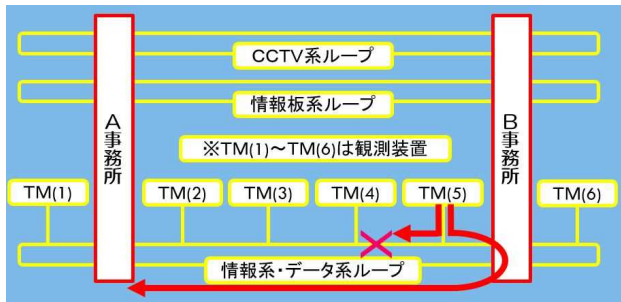 CCTV系ループ
情報板系ループ
A事務所
B事務所
※TM(1)～TM(6)は観測装置
TM(1)
TM(2)
TM(3)
TM(4)
TM(5)
TM(6)
情報系・データ系ループ